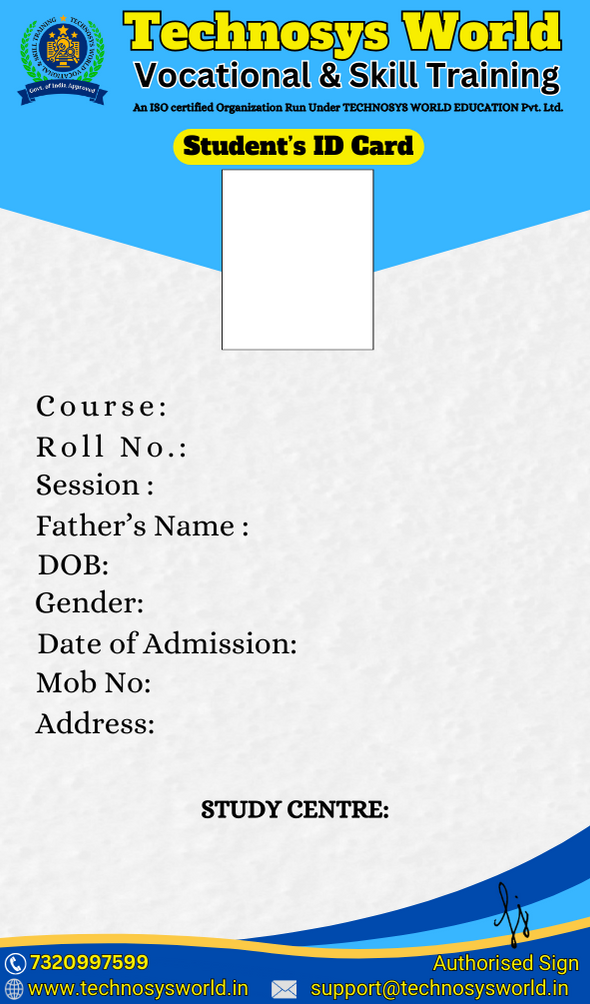 TECHNOSYS WORLD VOCATIONAL & SKILL TRAINING
Govt. of India Approved
Technosys World
Vocational & Skill Training
An ISO certified Organization Run Under TECHNOSYS WORLD EDUCATION Pvt. Ltd.
Student's ID Card
Course:
Roll No.:
Session :
Father's Name :
DOB:
Gender:
Date of Admission:
Mob No:
Address:
STUDY CENTRE:
7320997599
Authorised Sign
www.technosysworld.in
support@technosysworld.in